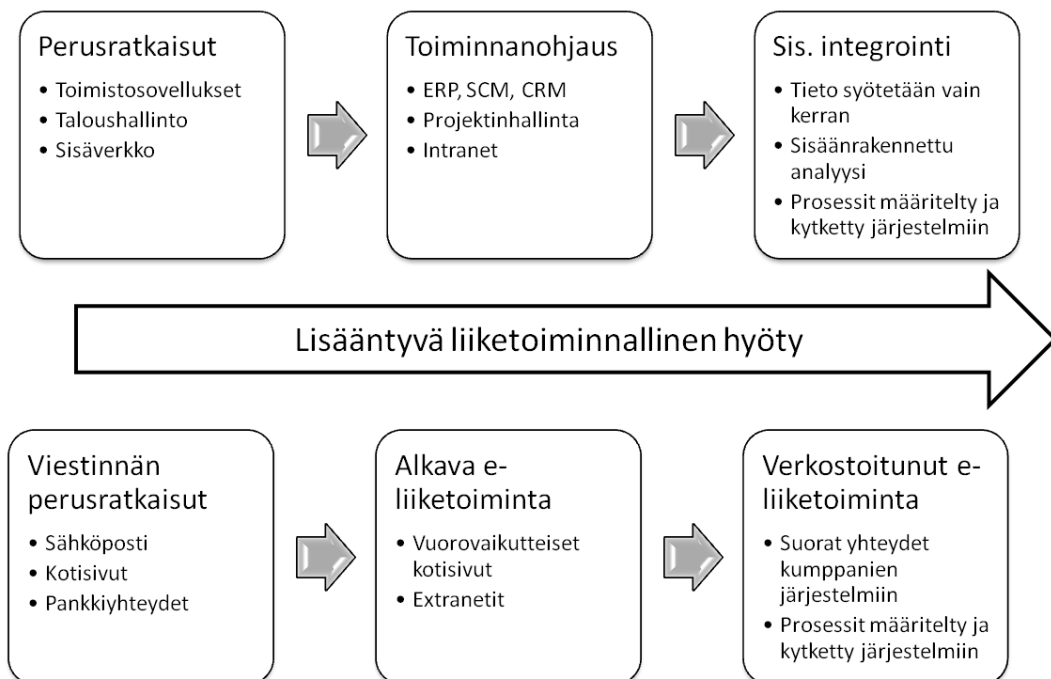 Perusratkaisut
• Toimistosovellukset
• Taloushallinto
• Sisäverkko
Toiminnanohjaus
• ERP, SCM, CRM
• Projektinhallinta
• Intranet
Sis. integrointi
• Tieto syötetään vain
kerran
• Sisäänrakennettu
analyysi
• Prosessit määritelty ja
kytketty järjestelmiin
Lisääntyvä liiketoiminnallinen hyöty
Viestinnän
perusratkaisut
• Sähköposti
• Kotisivut
• Pankkiyhteydet
Alkava e-
liiketoiminta
• Vuorovaikutteiset
kotisivut
• Extranetit
Verkostoitunut e-
liiketoiminta
• Suorat yhteydet
kumppanien
järjestelmiin
• Prosessit määritelty ja
kytketty järjestelmiin